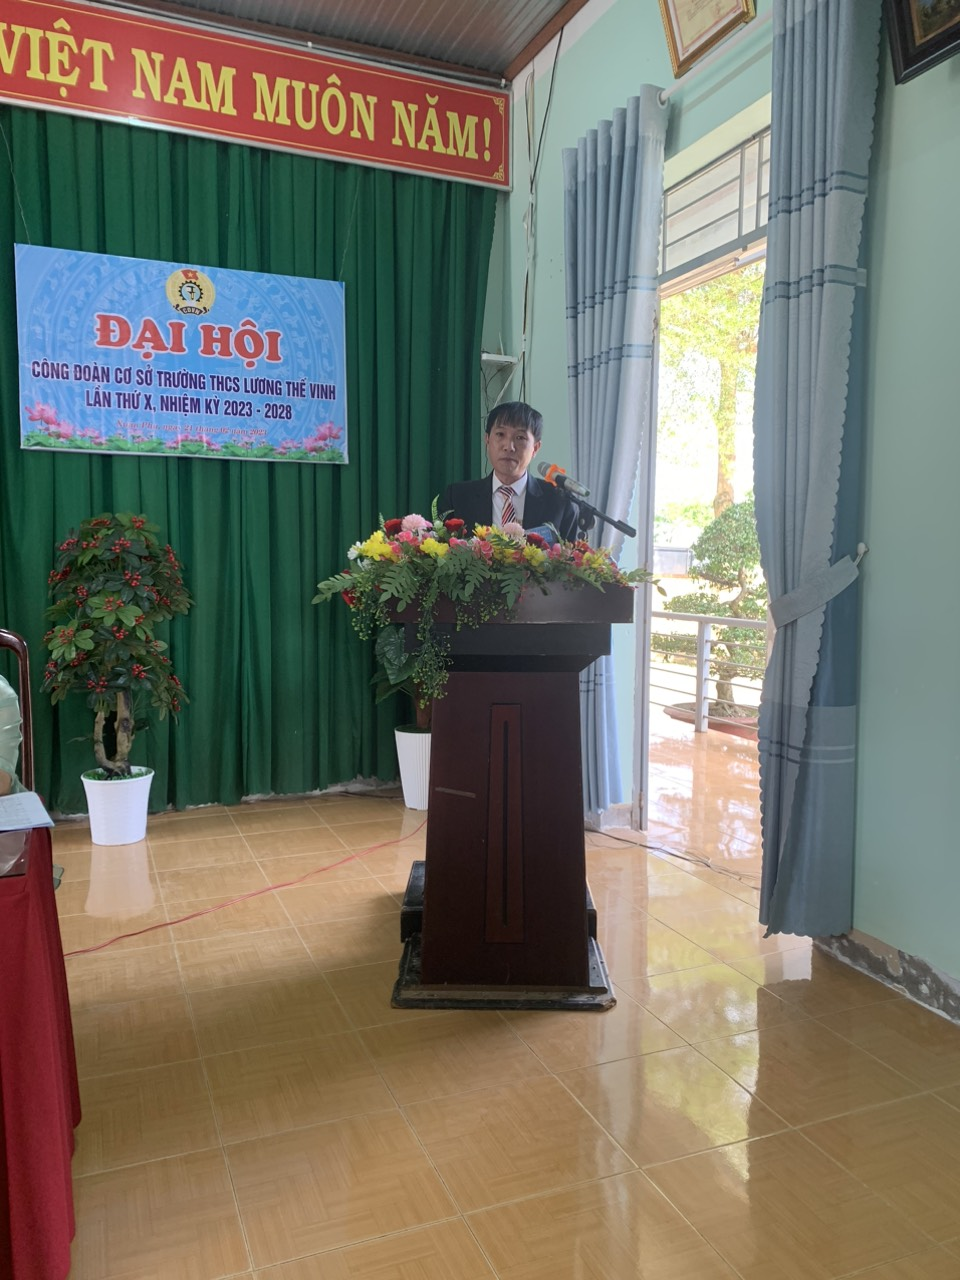 VIỆT NAM MUÔN NĂM!
ĐẠI HỘI
CÔNG ĐOÀN CƠ SỞ TRƯỜNG THCS LƯƠNG THẾ VINH
LẦN THỨ X, NHIỆM KỲ 2023 - 2028